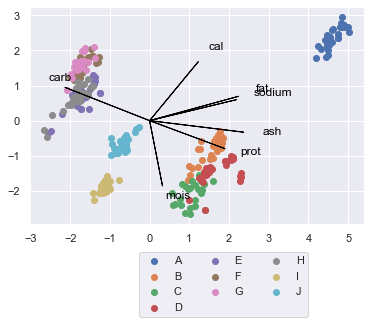 3
cal
2
carb
1
fat
sodium
0
ash
prot
−1
mois
−2
−3 −2 −1 0 1 2 3 4 5
A E H
B F I
C G J
D